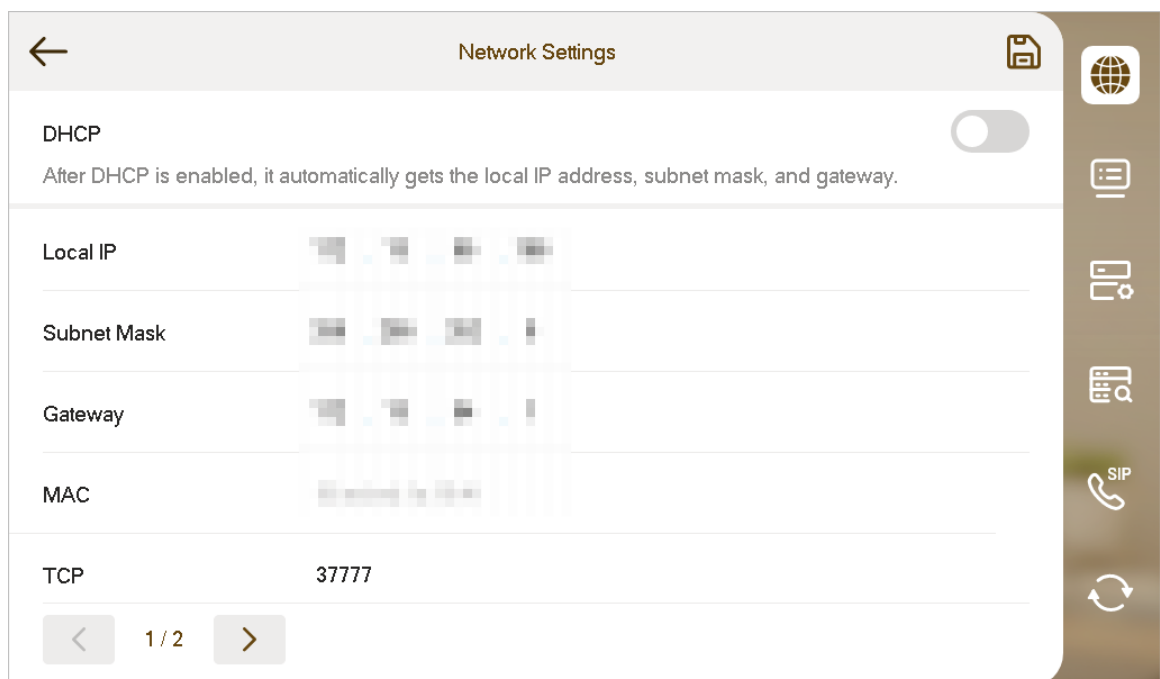 Network Settings
DHCP
After DHCP is enabled, it automatically gets the local IP address, subnet mask, and gateway.
Local IP
Subnet Mask
Gateway
MAC
TCP 37777
1 / 2
SIP